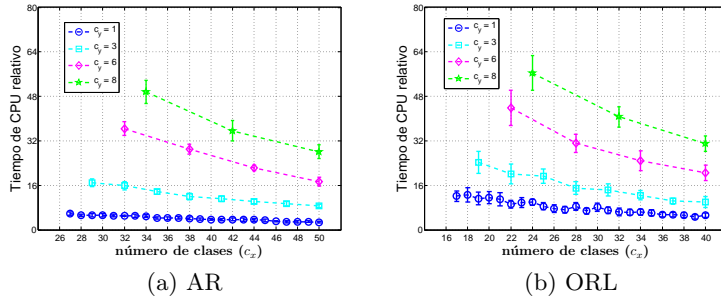 80
64
48
32
16
0
Tiempo de CPU relativo
c_y = 1
c_y = 3
c_y = 6
c_y = 8
26 28 30 32 34 36 38 40 42 44 46 48 50
número de clases (c_x)
(a) AR
80
64
48
32
16
0
Tiempo de CPU relativo
c_y = 1
c_y = 3
c_y = 6
c_y = 8
16 18 20 22 24 26 28 30 32 34 36 38 40
número de clases (c_x)
(b) ORL